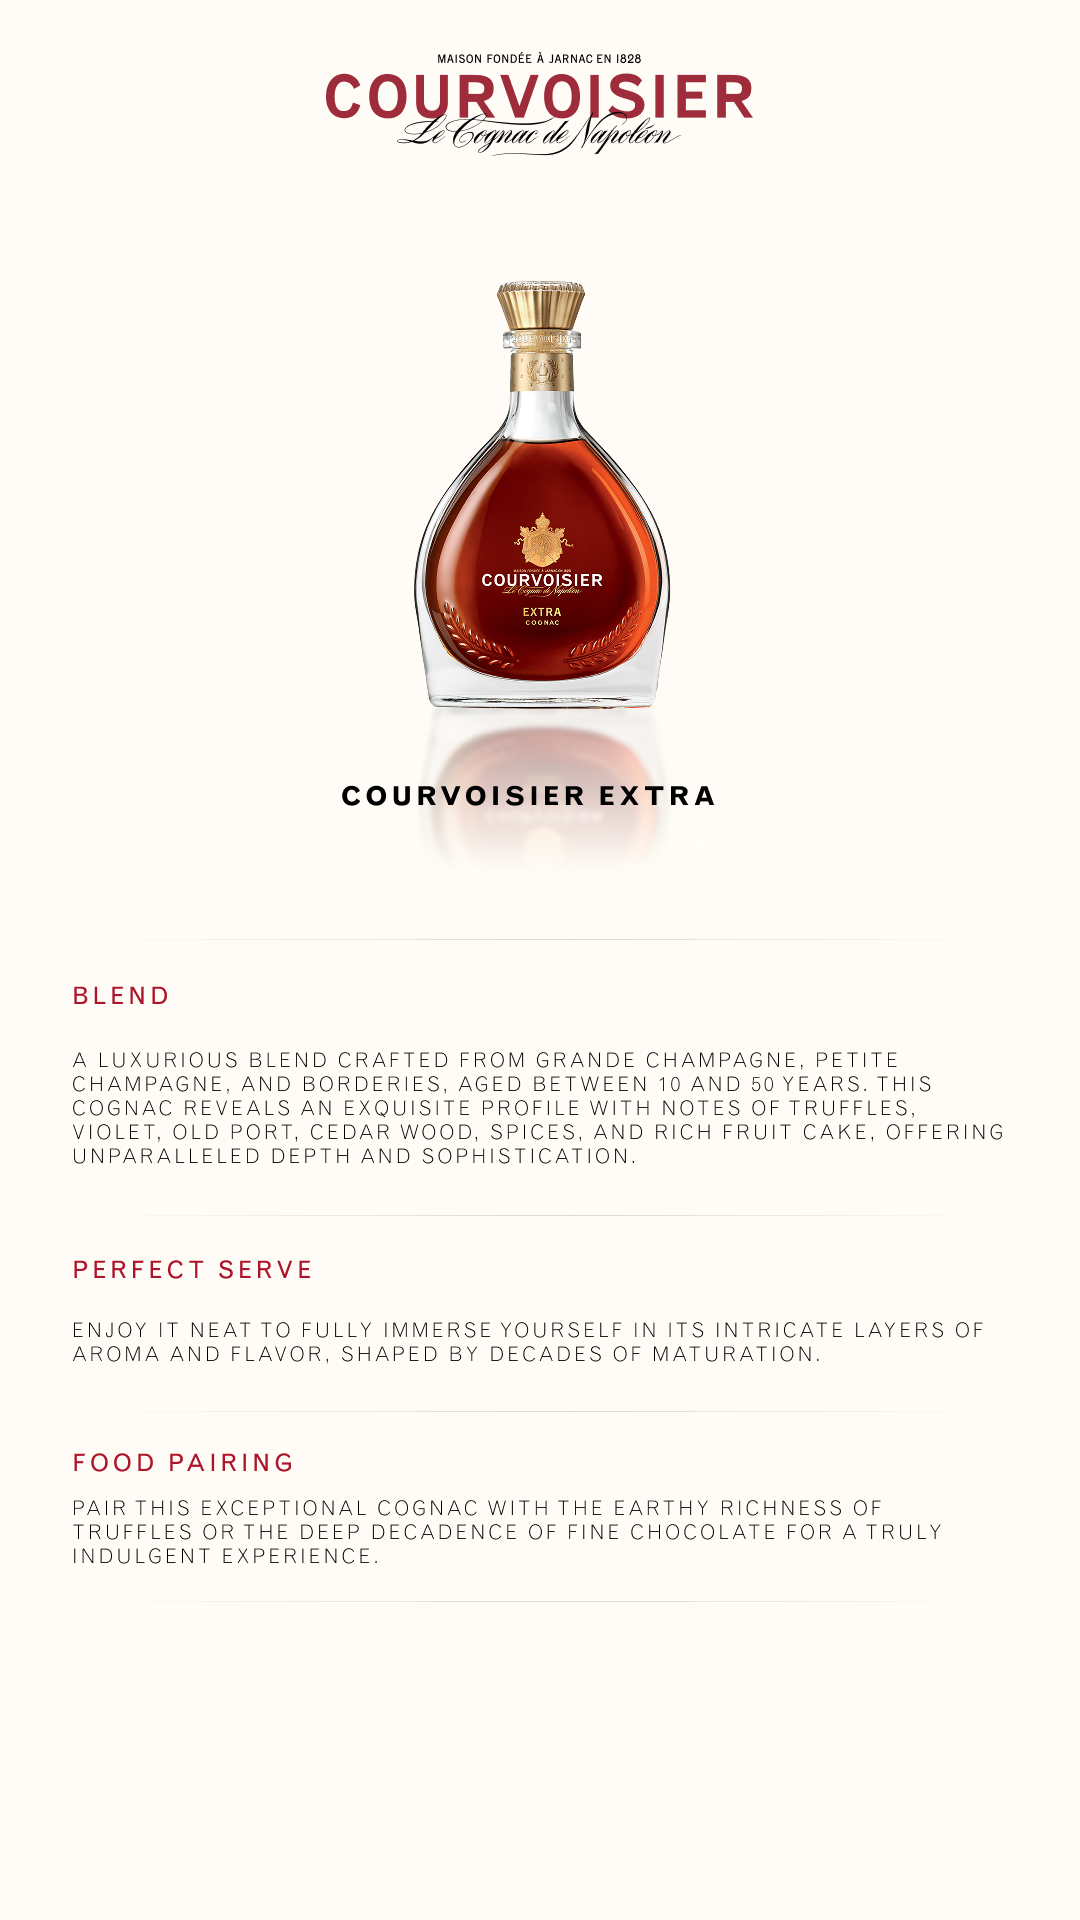 MAISON FONDÉE À JARNAC EN 1828
COURVOISIER
Le Cognac de Napoléon
MAISON FONDÉE À JARNAC EN 1828
COURVOISIER
Le Cognac de Napoléon
EXTRA
COGNAC
COURVOISIER EXTRA
BLEND
A LUXURIOUS BLEND CRAFTED FROM GRANDE CHAMPAGNE, PETITE
CHAMPAGNE, AND BORDERIES, AGED BETWEEN 10 AND 50 YEARS. THIS
COGNAC REVEALS AN EXQUISITE PROFILE WITH NOTES OF TRUFFLES,
VIOLET, OLD PORT, CEDAR WOOD, SPICES, AND RICH FRUIT CAKE, OFFERING
UNPARALLELED DEPTH AND SOPHISTICATION.
PERFECT SERVE
ENJOY IT NEAT TO FULLY IMMERSE YOURSELF IN ITS INTRICATE LAYERS OF
AROMA AND FLAVOR, SHAPED BY DECADES OF MATURATION.
FOOD PAIRING
PAIR THIS EXCEPTIONAL COGNAC WITH THE EARTHY RICHNESS OF
TRUFFLES OR THE DEEP DECADENCE OF FINE CHOCOLATE FOR A TRULY
INDULGENT EXPERIENCE.